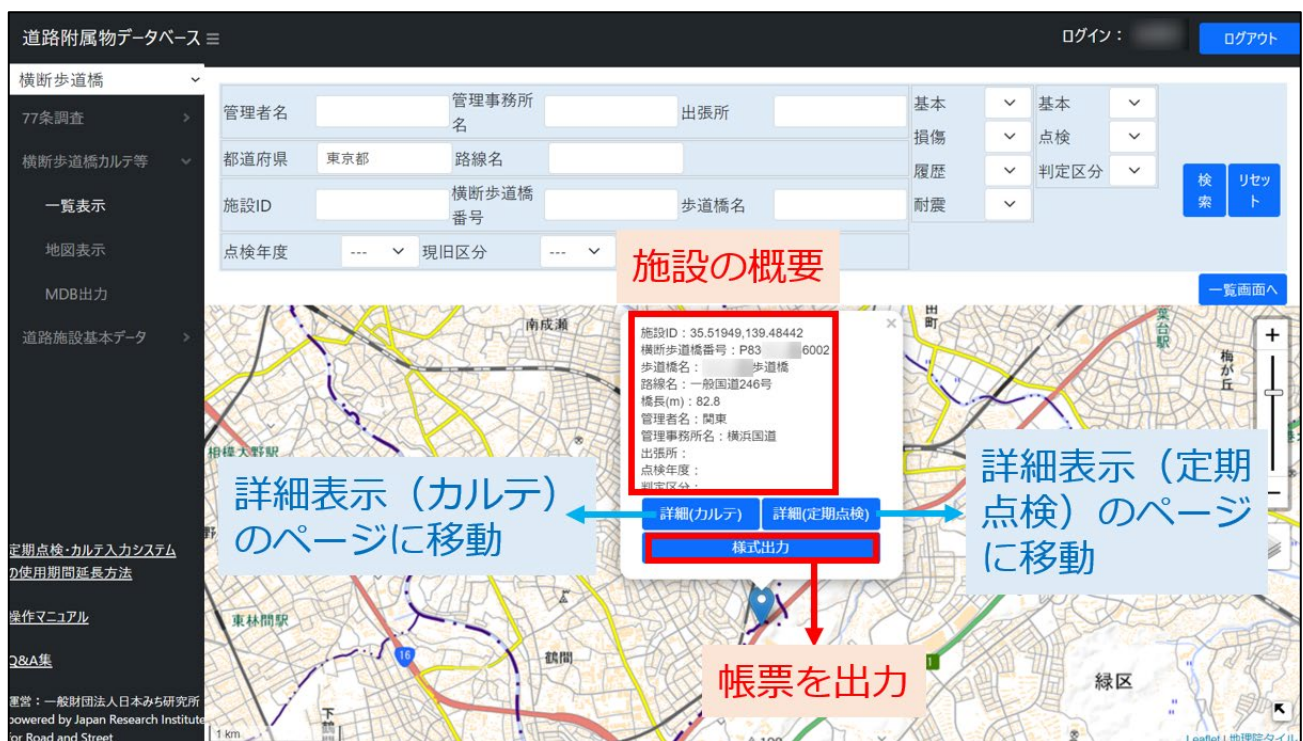 道路附属物データベース
ログイン：
ログアウト
横断歩道橋
77条調査
横断歩道橋カルテ等
一覧表示
地図表示
MDB出力
道路施設基本データ
定期点検・カルテ入力システム
の使用期間延長方法
操作マニュアル
Q&A集
運営：一般財団法人日本みち研究所
powered by Japan Research Institute
for Road and Street
管理者名
管理事務所
名
出張所
都道府県
東京都
路線名
施設ID
横断歩道橋
番号
歩道橋名
点検年度
---
現旧区分
---
基本
基本
損傷
点検
履歴
判定区分
耐震
検
索
リセッ
ト
一覧画面へ
施設の概要
施設ID：35.51949,139.48442
横断歩道橋番号：P83 6002
歩道橋名： 歩道橋
路線名：一般国道246号
橋長(m)：82.8
管理者名：関東
管理事務所名：横浜国道
出張所：
点検年度：
判定区分：
×
詳細(カルテ)
詳細(定期点検)
様式出力
詳細表示（カルテ）
のページに移動
詳細表示（定期
点検）のページ
に移動
帳票を出力
南成瀬
田
町
梅
が
丘
相模大野駅
東林間駅
16
鶴間
下
鶴
間
緑区
1
1 km
+
−
Leaflet | 地理院タイル